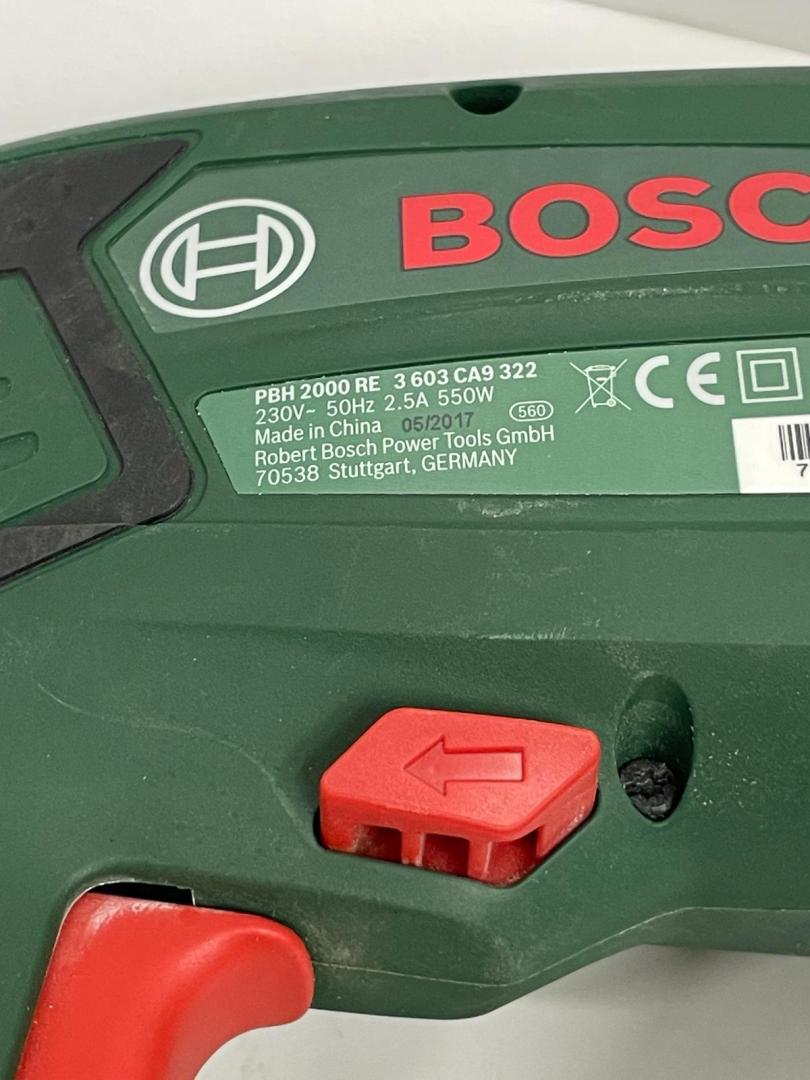 BOSC
PBH 2000 RE 3 603 CA9 322
230V~ 50Hz 2.5A 550W
Made in China 05/2017 560
Robert Bosch Power Tools GmbH
70538 Stuttgart, GERMANY
CE
7